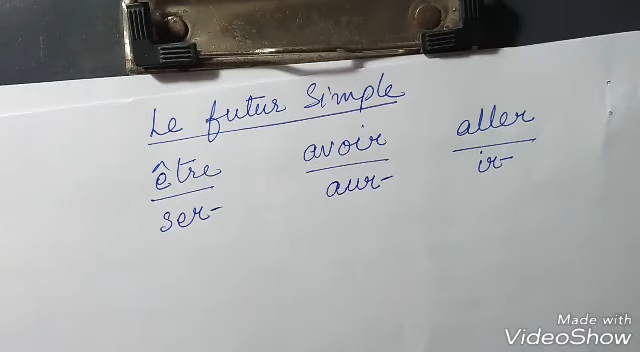 Le futur Simple
être avoir aller
ser- aur- ir-
Made with
VideoShow